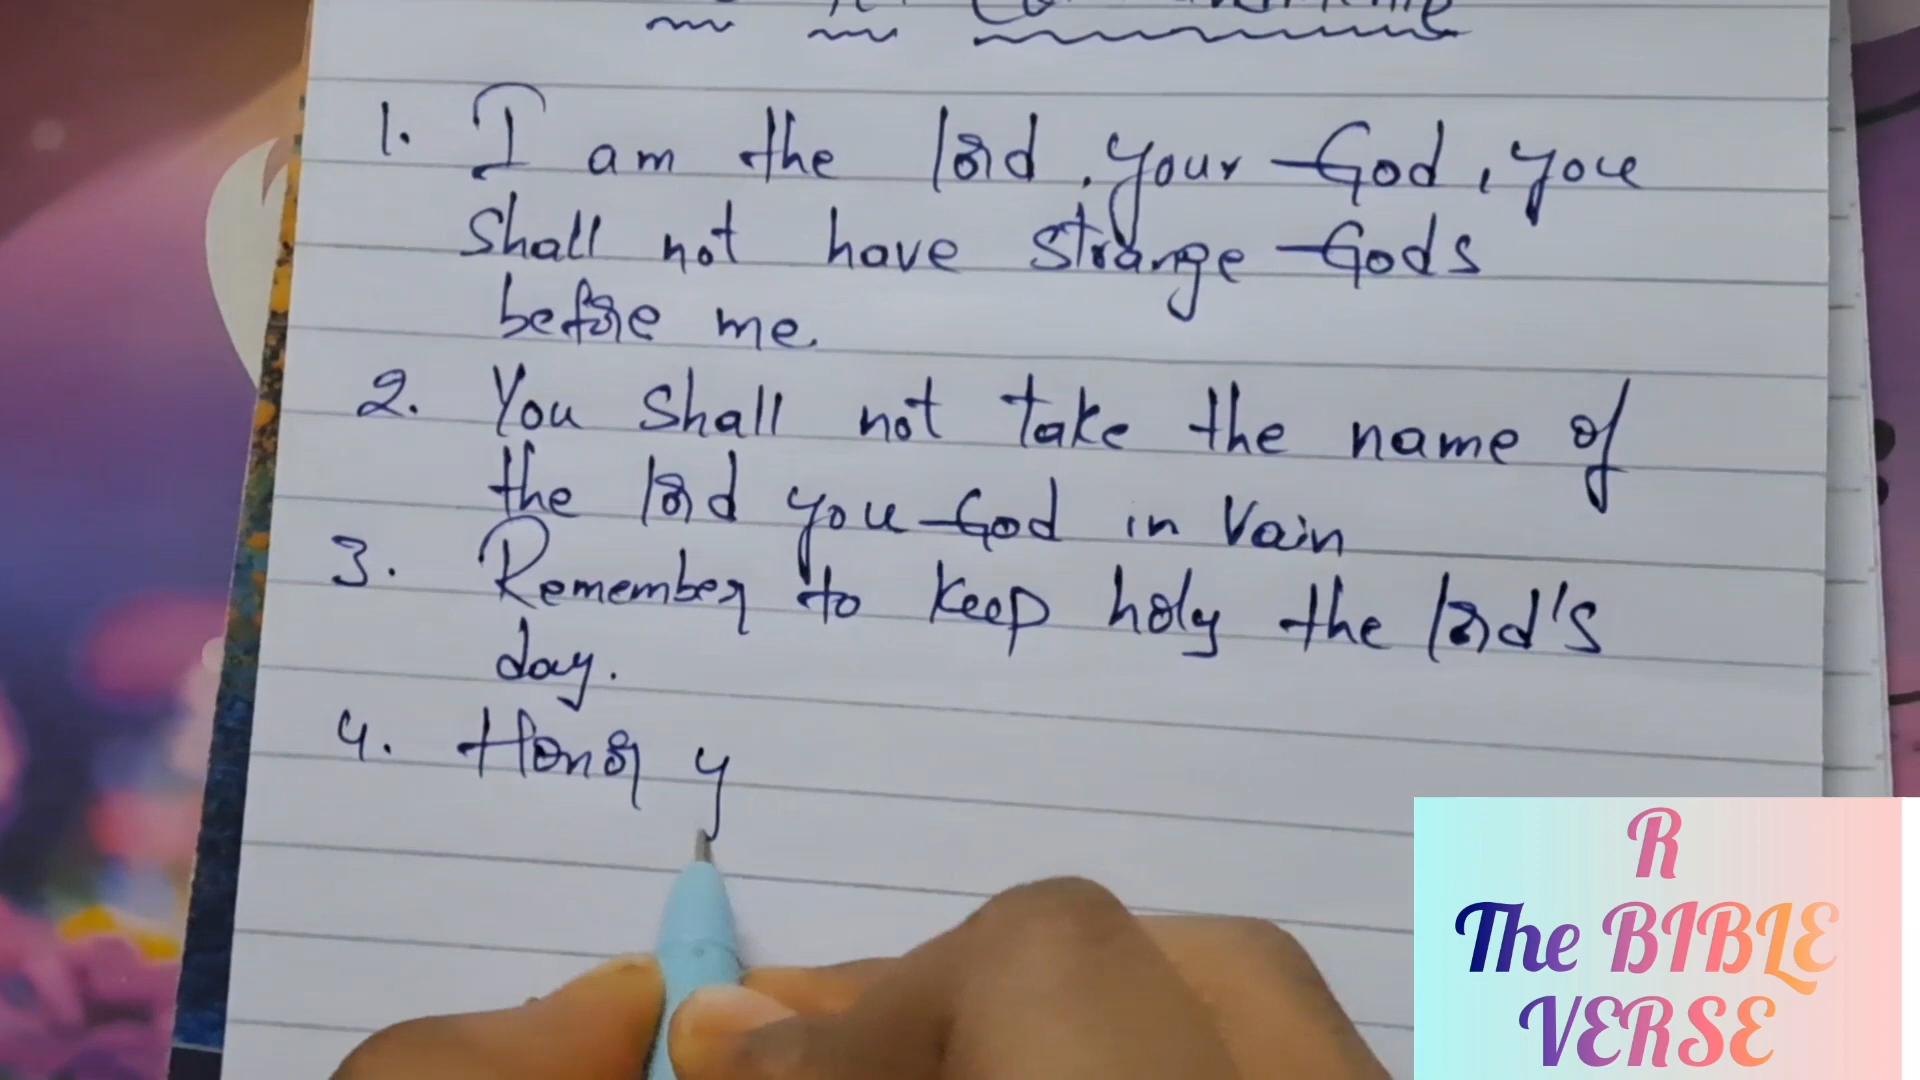 1. I am the lord, your God, you
shall not have strange Gods
before me.
2. You shall not take the name of
the lord you God in vain
3. Remember to keep holy the lord's
day.
4. Honor y
R
The BIBLE
VERSE